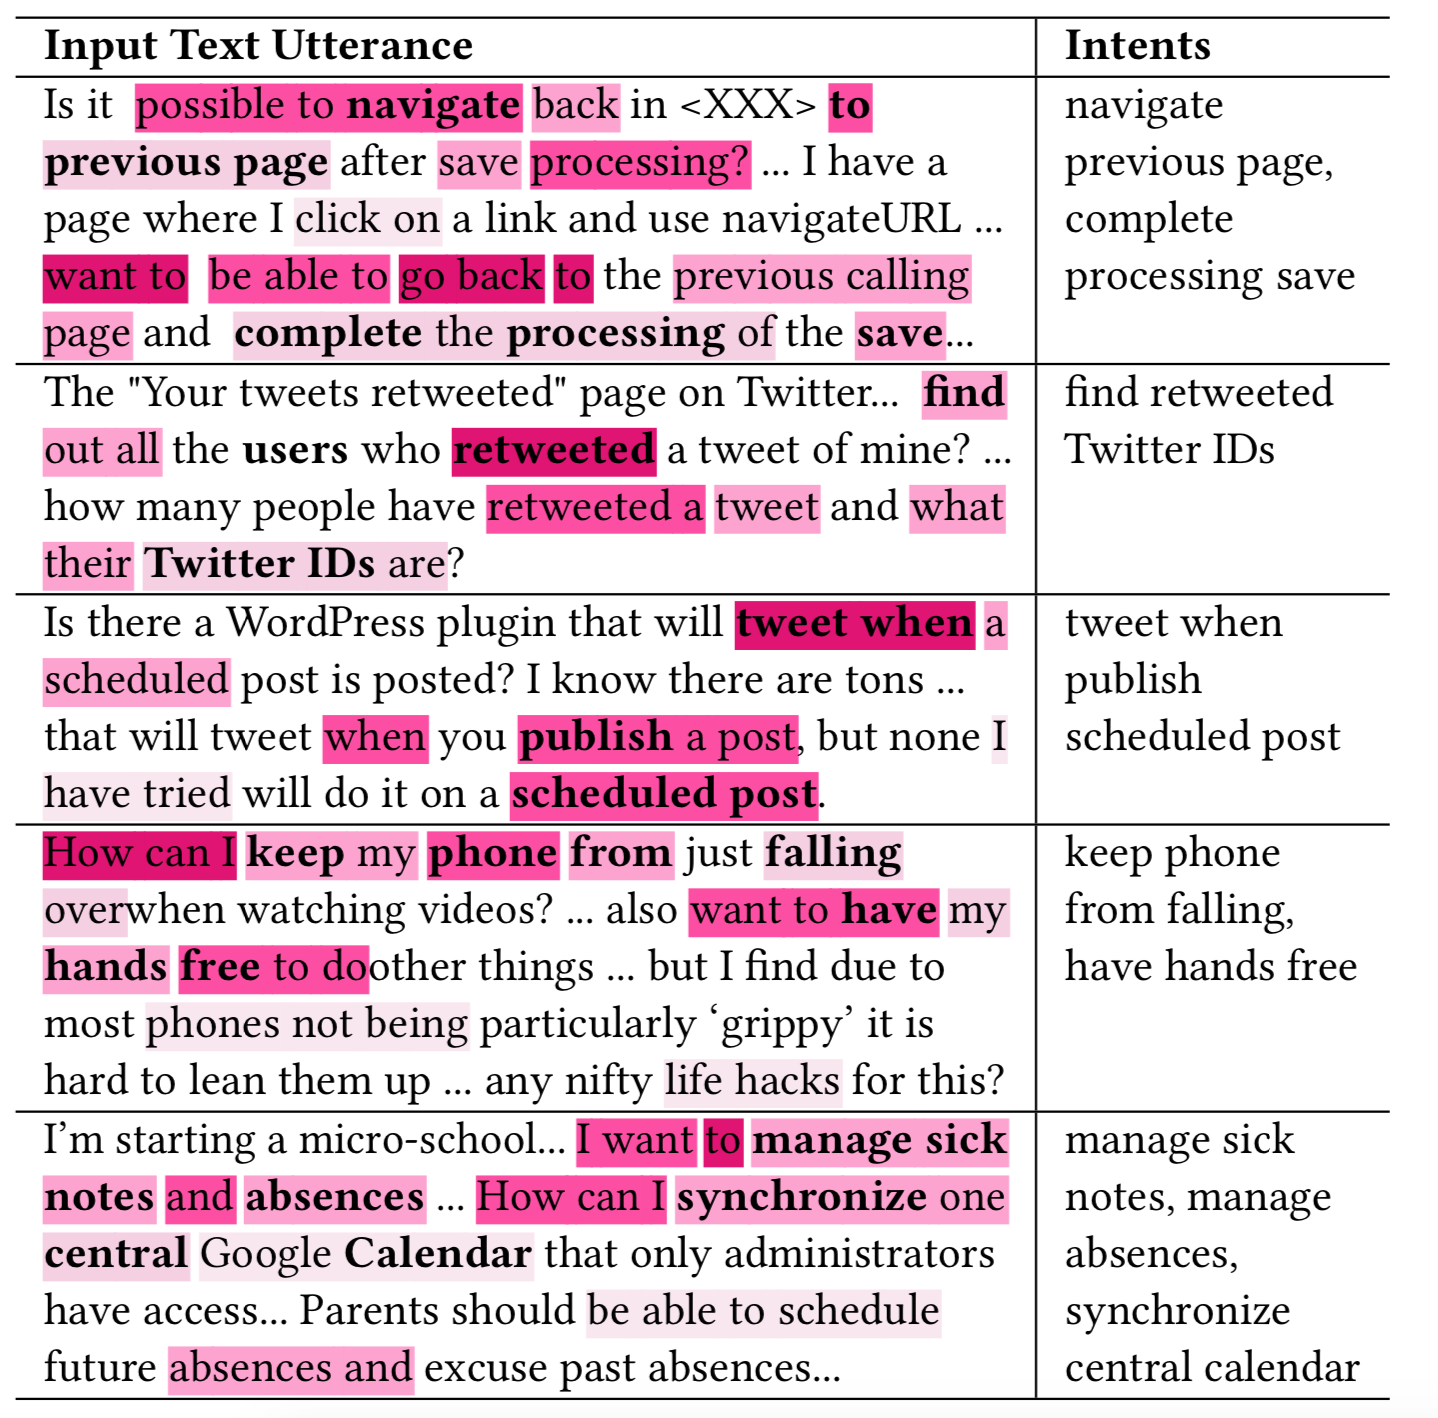 Input Text Utterance Intents
Is it possible to navigate back in <XXX> to navigate
previous page after save processing? ... I have a previous page,
page where I click on a link and use navigateURL ... complete
want to be able to go back to the previous calling processing save
page and complete the processing of the save...
The "Your tweets retweeted" page on Twitter... find find retweeted
out all the users who retweeted a tweet of mine? ... Twitter IDs
how many people have retweeted a tweet and what
their Twitter IDs are?
Is there a WordPress plugin that will tweet when a tweet when
scheduled post is posted? I know there are tons ... publish
that will tweet when you publish a post, but none I scheduled post
have tried will do it on a scheduled post.
How can I keep my phone from just falling keep phone
overwhen watching videos? ... also want to have my from falling,
hands free to doother things ... but I find due to have hands free
most phones not being particularly ‘grippy’ it is
hard to lean them up ... any nifty life hacks for this?
I’m starting a micro-school... I want to manage sick manage sick
notes and absences ... How can I synchronize one notes, manage
central Google Calendar that only administrators absences,
have access... Parents should be able to schedule synchronize
future absences and excuse past absences... central calendar